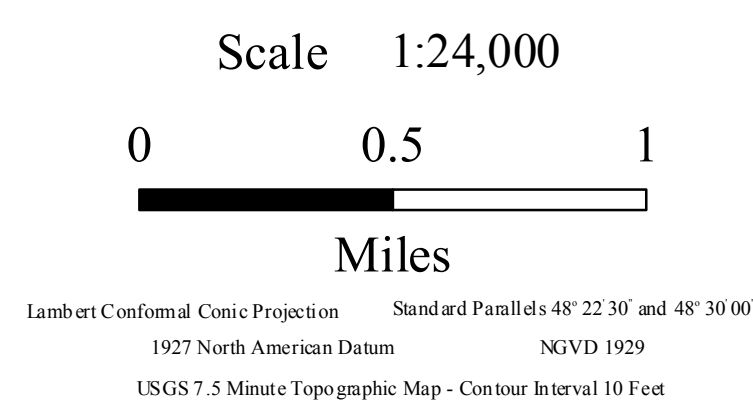 Scale 1:24,000
0 0.5 1
Miles
Lambert Conformal Conic Projection Standard Parallels 48° 22' 30" and 48° 30' 00"
1927 North American Datum NGVD 1929
USGS 7.5 Minute Topographic Map - Contour Interval 10 Feet